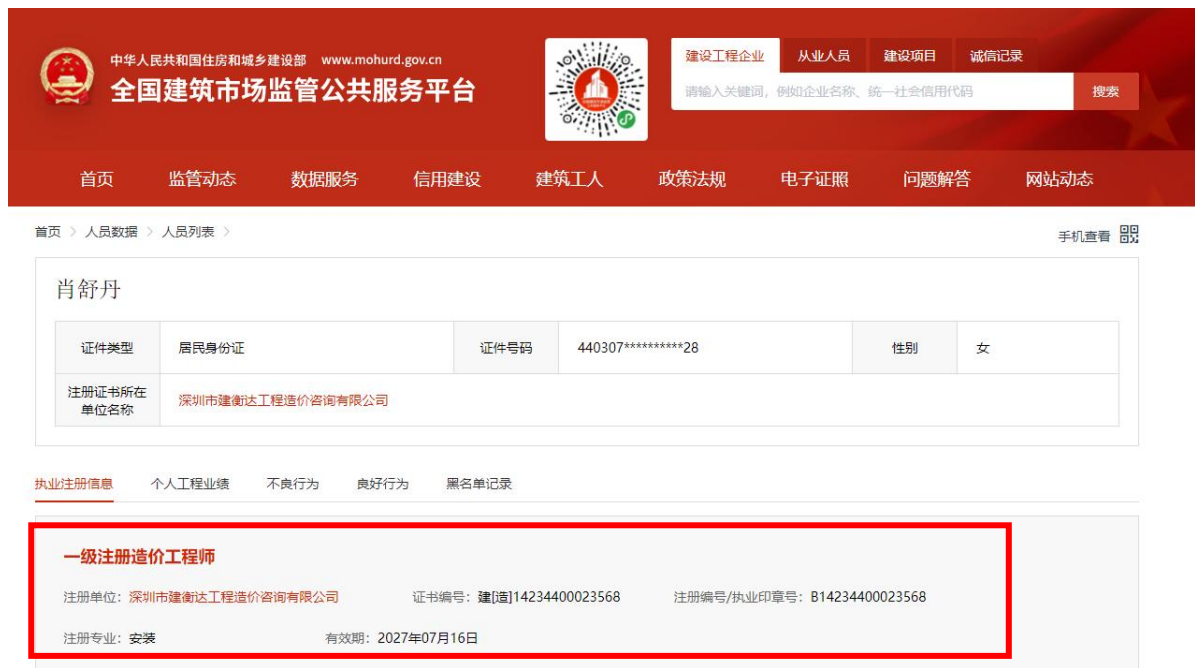 中华人民共和国住房和城乡建设部 www.mohurd.gov.cn
全国建筑市场监管公共服务平台
建设工程企业 从业人员 建设项目 诚信记录
请输入关键词，例如企业名称、统一社会信用代码 搜索
首页 监管动态 数据服务 信用建设 建筑工人 政策法规 电子证照 问题解答 网站动态
首页 > 人员数据 > 人员列表 >
手机查看
肖舒丹
证件类型 居民身份证 证件号码 440307**********28 性别 女
注册证书所在
单位名称
深圳市建衡达工程造价咨询有限公司
执业注册信息 个人工程业绩 不良行为 良好行为 黑名单记录
一级注册造价工程师
注册单位：深圳市建衡达工程造价咨询有限公司 证书编号：建[造]14234400023568 注册编号/执业印章号：B14234400023568
注册专业：安装 有效期：2027年07月16日